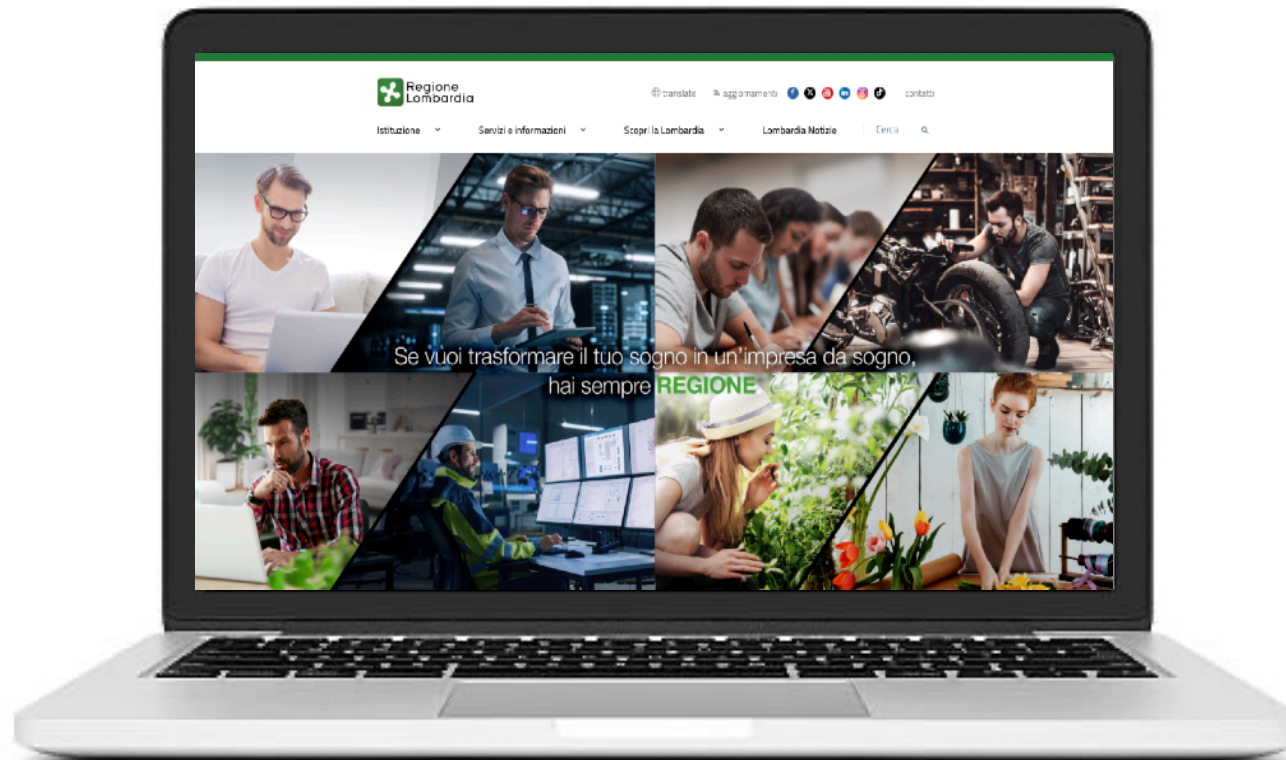 Regione
Lombardia
translate aggiornamenti contatti
Istituzione Servizi e informazioni Scopri la Lombardia Lombardia Notizie Cerca
Se vuoi trasformare il tuo sogno in un'impresa da sogno,
hai sempre REGIONE